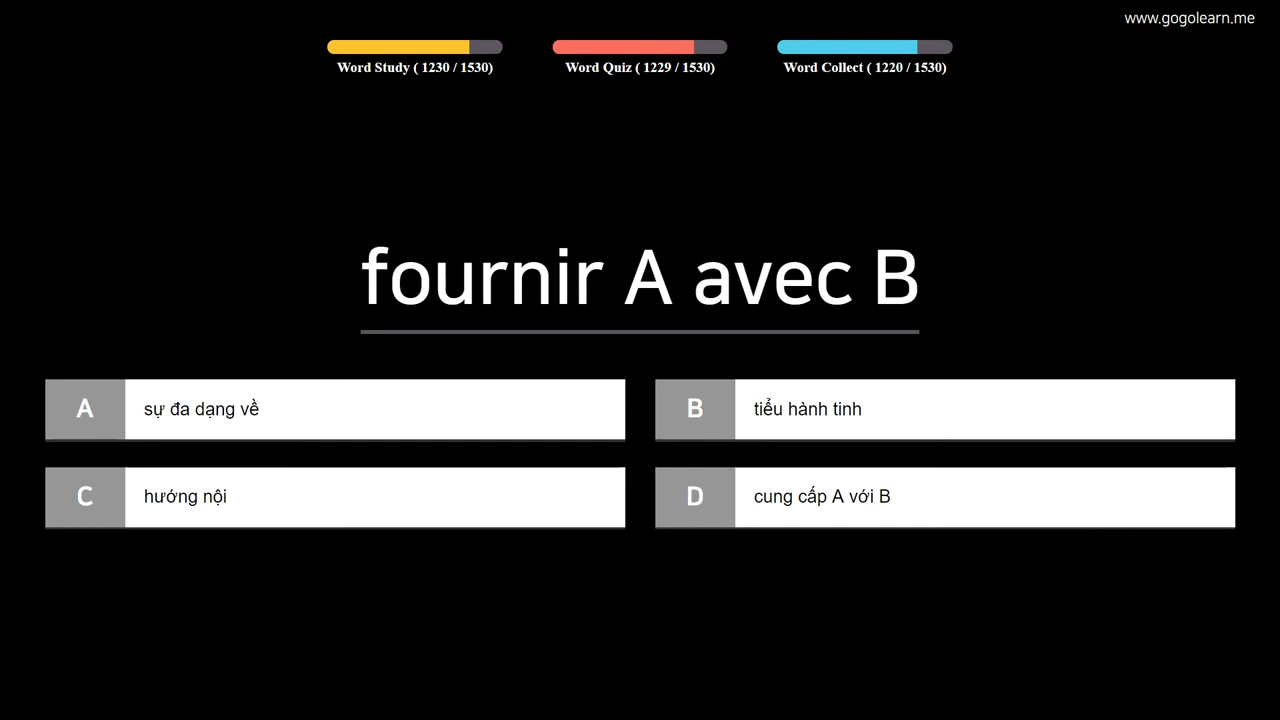 www.gogolearn.me
Word Study ( 1230 / 1530)
Word Quiz ( 1229 / 1530)
Word Collect ( 1220 / 1530)
fournir A avec B
A sự đa dạng về
B tiểu hành tinh
C hướng nội
D cung cấp A với B